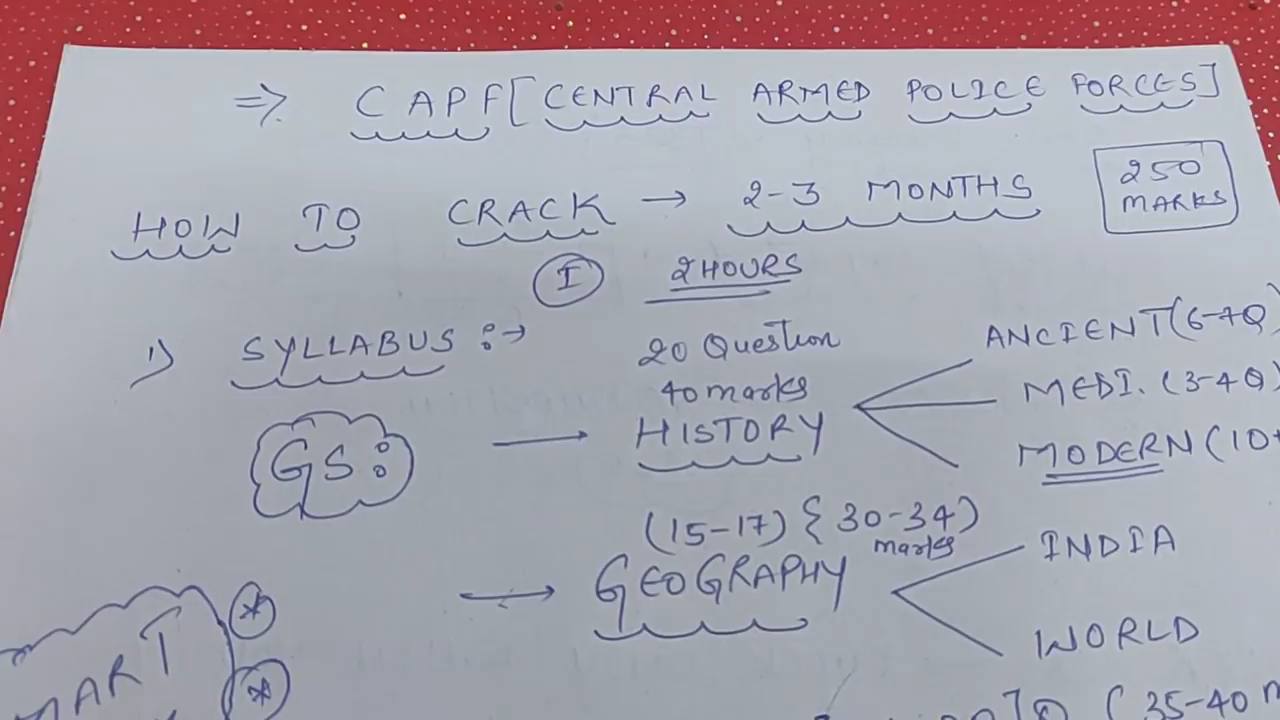 ⇒ CAPF [CENTRAL ARMED POLICE FORCES]
HOW TO CRACK → 2-3 MONTHS
250 MARKS
I 2 HOURS
1) SYLLABUS :→
20 Question
40 marks
GS: → HISTORY
ANCIENT (6-7Q)
MEDI. (3-4Q)
MODERN (10+
(15-17) {30-34)
marks
→ GEOGRAPHY
INDIA
WORLD
(35-40 m